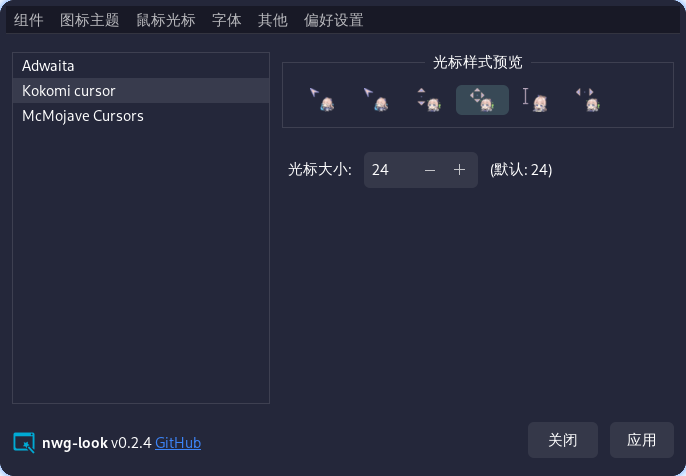 组件 图标主题 鼠标光标 字体 其他 偏好设置
Adwaita
Kokomi cursor
McMojave Cursors
光标样式预览
光标大小: 24 − + (默认: 24)
nwg-look v0.2.4 GitHub
关闭 应用